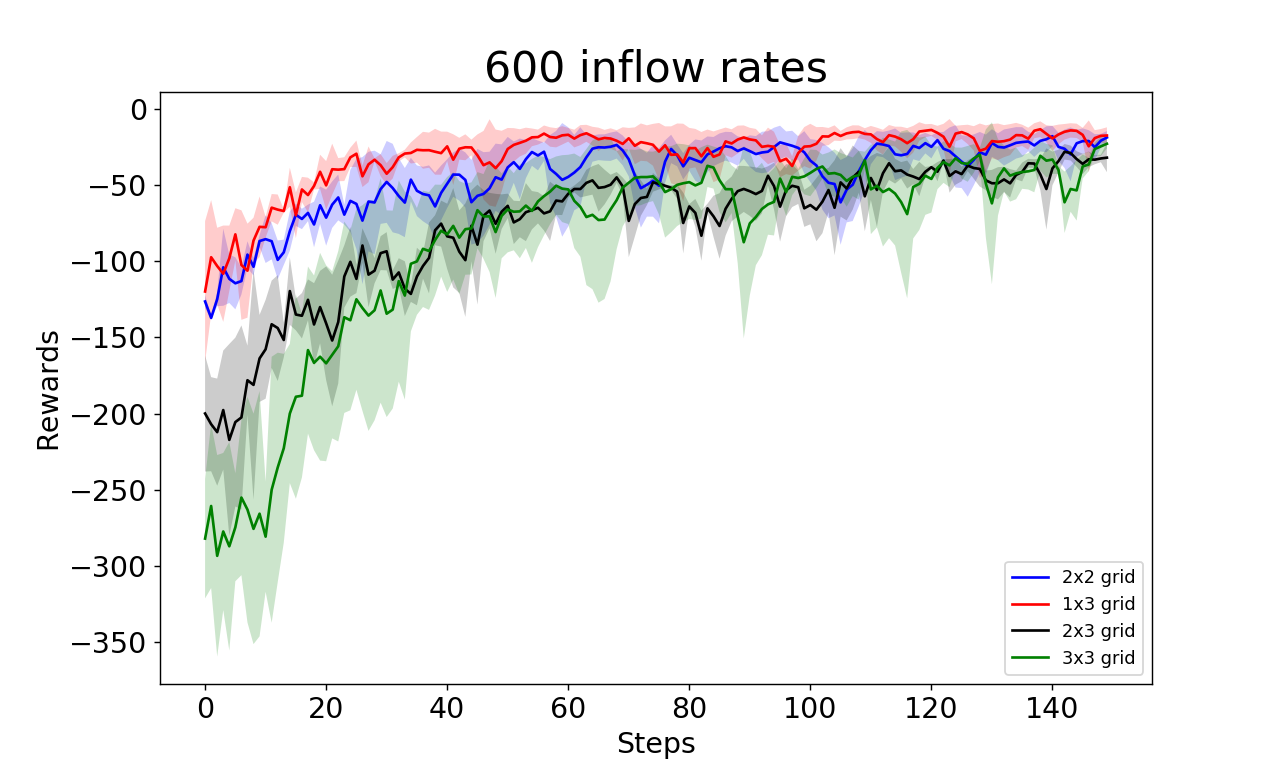 600 inflow rates
Rewards
0
−50
−100
−150
−200
−250
−300
−350
2x2 grid
1x3 grid
2x3 grid
3x3 grid
0 20 40 60 80 100 120 140
Steps